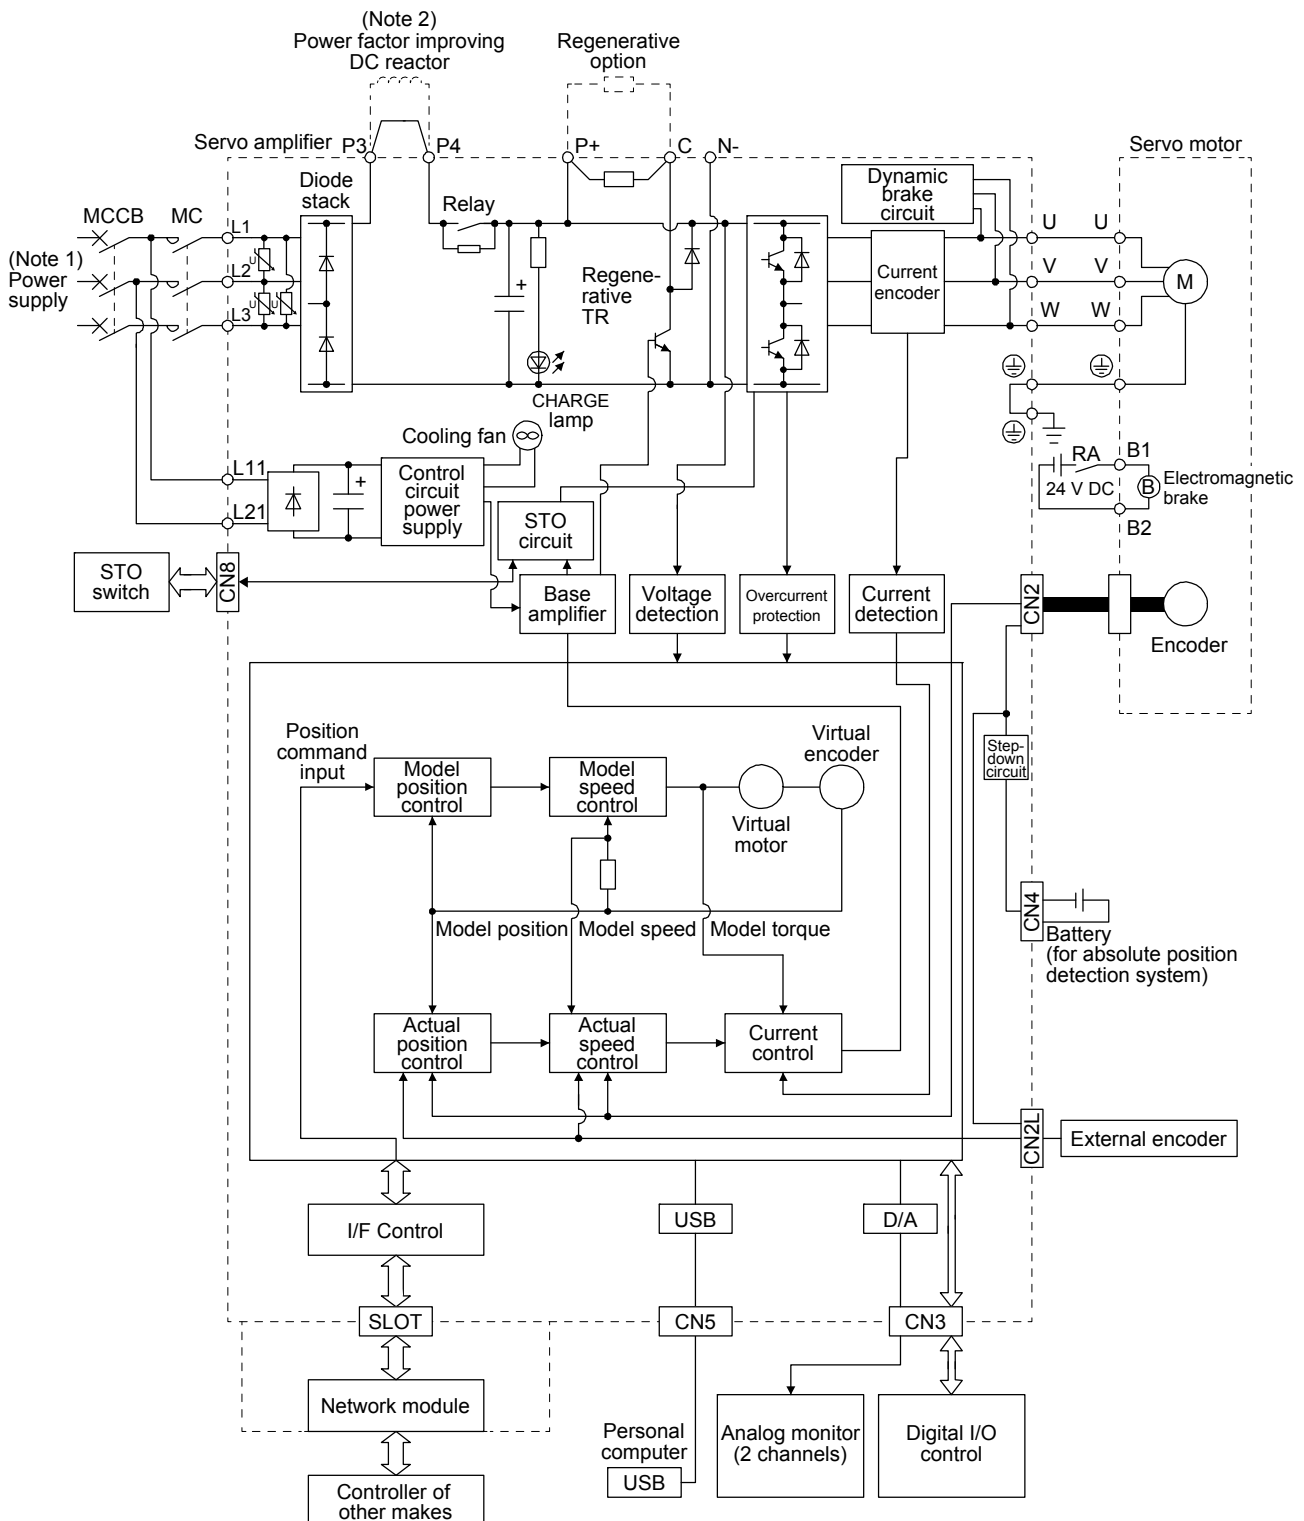 (Note 2)
Power factor improving
DC reactor
Regenerative
option
Servo amplifier
P3
P4
P+
C
N-
Servo motor
Diode
stack
Dynamic
brake
circuit
MCCB
MC
L1
Relay
U
U
(Note 1)
Power
supply
L2
U
Regene-
rative
TR
+
Current
encoder
V
V
M
U
U
L3
W
W
CHARGE
lamp
Cooling fan
L11
+
Control
circuit
power
supply
RA
B1
24 V DC
B
Electromagnetic
brake
L21
STO
circuit
B2
STO
switch
CN8
Base
amplifier
Voltage
detection
Overcurrent
protection
Current
detection
CN2
Encoder
Position
command
input
Model
position
control
Model
speed
control
Virtual
encoder
Virtual
motor
Step-
down
circuit
CN4
Model position
Model speed
Model torque
Battery
(for absolute position
detection system)
Actual
position
control
Actual
speed
control
Current
control
CN2L
External encoder
I/F Control
USB
D/A
SLOT
CN5
CN3
Network module
Personal
computer
USB
Analog monitor
(2 channels)
Digital I/O
control
Controller of
other makes